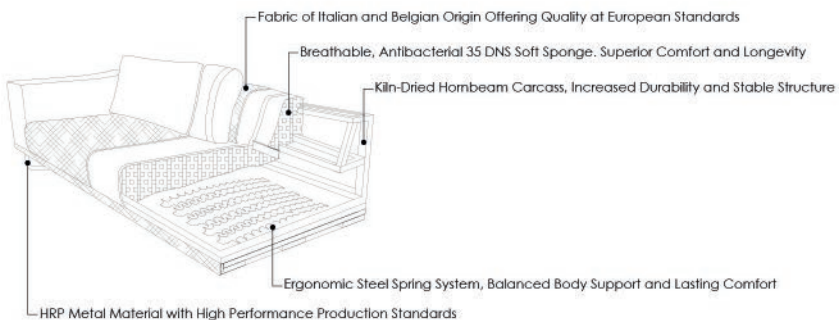 Fabric of Italian and Belgian Origin Offering Quality at European Standards
Breathable, Antibacterial 35 DNS Soft Sponge. Superior Comfort and Longevity
Kiln-Dried Hornbeam Carcass, Increased Durability and Stable Structure
Ergonomic Steel Spring System, Balanced Body Support and Lasting Comfort
HRP Metal Material with High Performance Production Standards